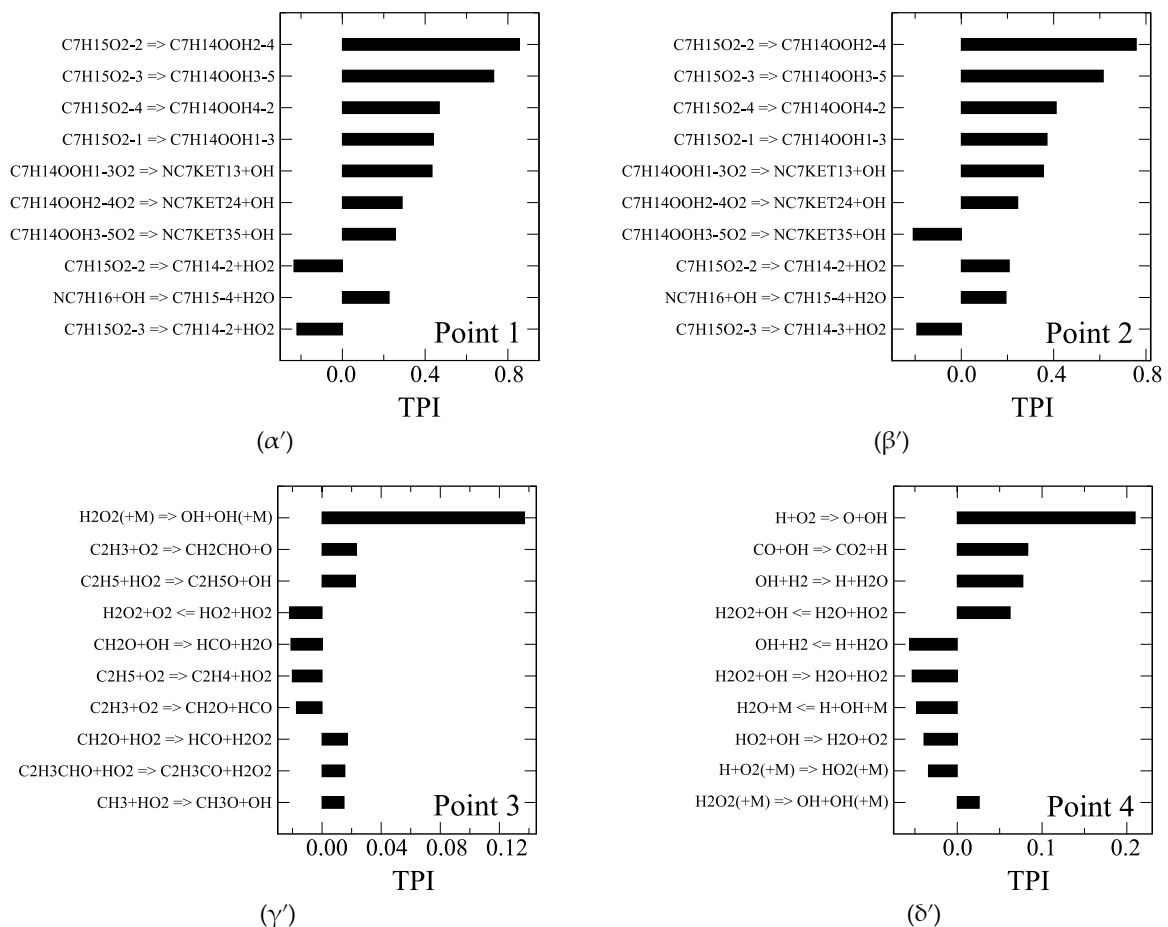 C7H15O2-2 => C7H14OOH2-4
C7H15O2-3 => C7H14OOH3-5
C7H15O2-4 => C7H14OOH4-2
C7H15O2-1 => C7H14OOH1-3
C7H14OOH1-3O2 => NC7KET13+OH
C7H14OOH2-4O2 => NC7KET24+OH
C7H14OOH3-5O2 => NC7KET35+OH
C7H15O2-2 => C7H14-2+HO2
NC7H16+OH => C7H15-4+H2O
C7H15O2-3 => C7H14-2+HO2
Point 1
0.0 0.4 0.8
TPI
(α′)
C7H15O2-2 => C7H14OOH2-4
C7H15O2-3 => C7H14OOH3-5
C7H15O2-4 => C7H14OOH4-2
C7H15O2-1 => C7H14OOH1-3
C7H14OOH1-3O2 => NC7KET13+OH
C7H14OOH2-4O2 => NC7KET24+OH
C7H14OOH3-5O2 => NC7KET35+OH
C7H15O2-2 => C7H14-2+HO2
NC7H16+OH => C7H15-4+H2O
C7H15O2-3 => C7H14-3+HO2
Point 2
0.0 0.4 0.8
TPI
(β′)
H2O2(+M) => OH+OH(+M)
C2H3+O2 => CH2CHO+O
C2H5+HO2 => C2H5O+OH
H2O2+O2 <= HO2+HO2
CH2O+OH => HCO+H2O
C2H5+O2 => C2H4+HO2
C2H3+O2 => CH2O+HCO
CH2O+HO2 => HCO+H2O2
C2H3CHO+HO2 => C2H3CO+H2O2
CH3+HO2 => CH3O+OH
Point 3
0.00 0.04 0.08 0.12
TPI
(γ′)
H+O2 => O+OH
CO+OH => CO2+H
OH+H2 => H+H2O
H2O2+OH <= H2O+HO2
OH+H2 <= H+H2O
H2O2+OH => H2O+HO2
H2O+M <= H+OH+M
HO2+OH => H2O+O2
H+O2(+M) => HO2(+M)
H2O2(+M) => OH+OH(+M)
Point 4
0.0 0.1 0.2
TPI
(δ′)